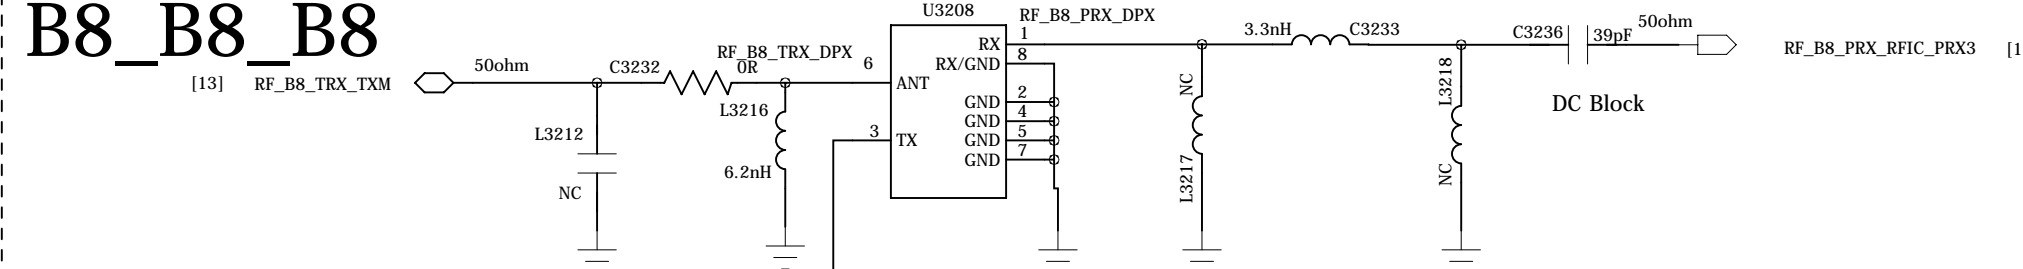 B8_B8_B8
[13] RF_B8_TRX_TXM
50ohm
C3232
0R
RF_B8_TRX_DPX
L3212
NC
L3216
6.2nH
U3208
6 ANT
3 TX
RX 1
RX/GND 8
GND 2
GND 4
GND 5
GND 7
RF_B8_PRX_DPX
NC
L3217
3.3nH C3233
L3218
NC
C3236 39pF
50ohm
DC Block
RF_B8_PRX_RFIC_PRX3 [1